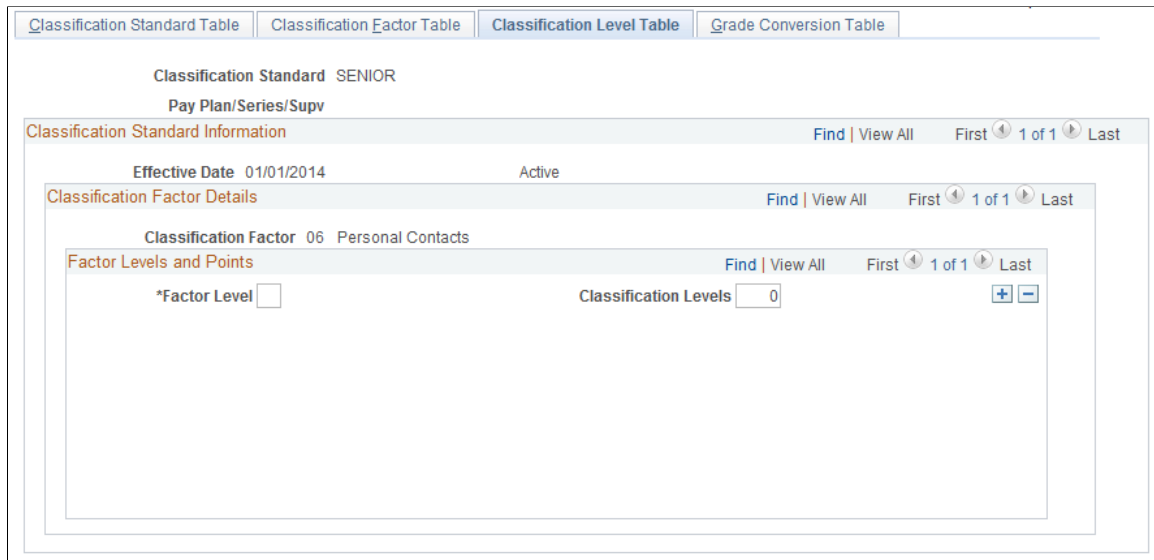 Classification Standard Table Classification Factor Table Classification Level Table Grade Conversion Table
Classification Standard SENIOR
Pay Plan/Series/Supv
Classification Standard Information Find | View All First 1 of 1 Last
Effective Date 01/01/2014 Active
Classification Factor Details Find | View All First 1 of 1 Last
Classification Factor 06 Personal Contacts
Factor Levels and Points Find | View All First 1 of 1 Last
*Factor Level Classification Levels 0 + −